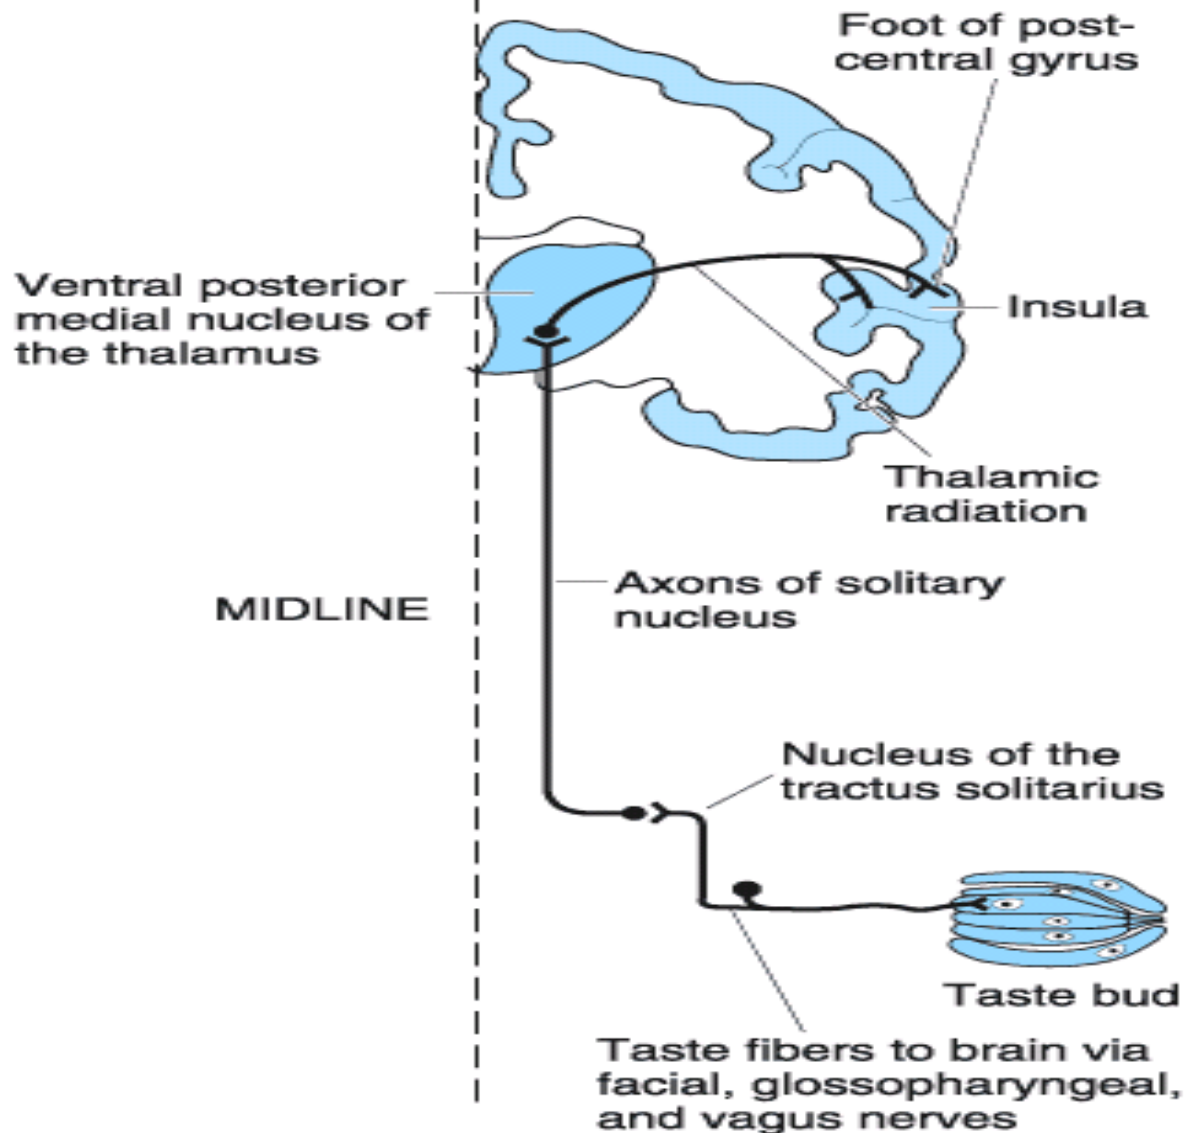 Foot of post-
central gyrus
Ventral posterior
medial nucleus of
the thalamus
Insula
Thalamic
radiation
Axons of solitary
nucleus
MIDLINE
Nucleus of the
tractus solitarius
Taste bud
Taste fibers to brain via
facial, glossopharyngeal,
and vagus nerves